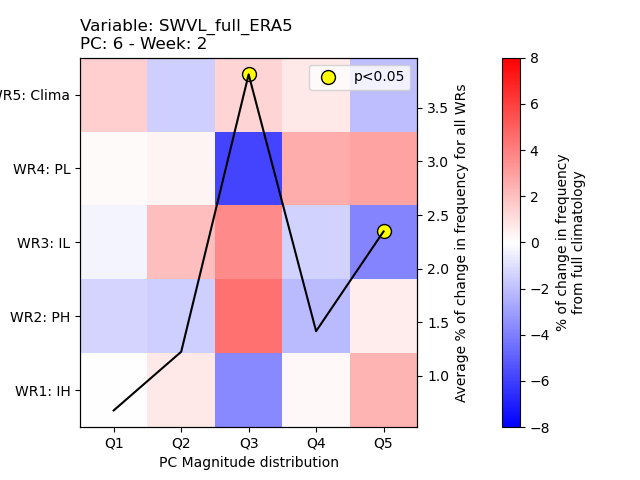 Variable: SWVL_full_ERA5
PC: 6 - Week: 2
p<0.05
WR5: Clima
WR4: PL
WR3: IL
WR2: PH
WR1: IH
Q1 Q2 Q3 Q4 Q5
PC Magnitude distribution
3.5
3.0
2.5
2.0
1.5
1.0
Average % of change in frequency for all WRs
8
6
4
2
0
−2
−4
−6
−8
% of change in frequency
from full climatology